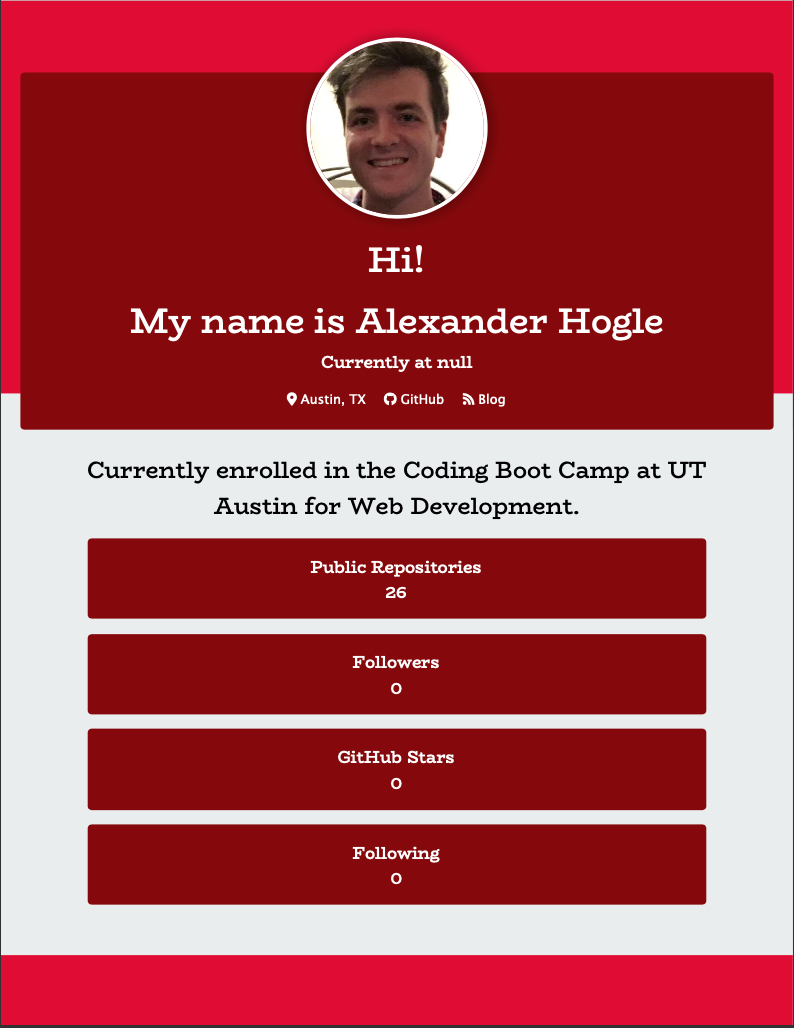 Hi!
My name is Alexander Hogle
Currently at null
Austin, TX GitHub Blog
Currently enrolled in the Coding Boot Camp at UT
Austin for Web Development.
Public Repositories
26
Followers
0
GitHub Stars
0
Following
0